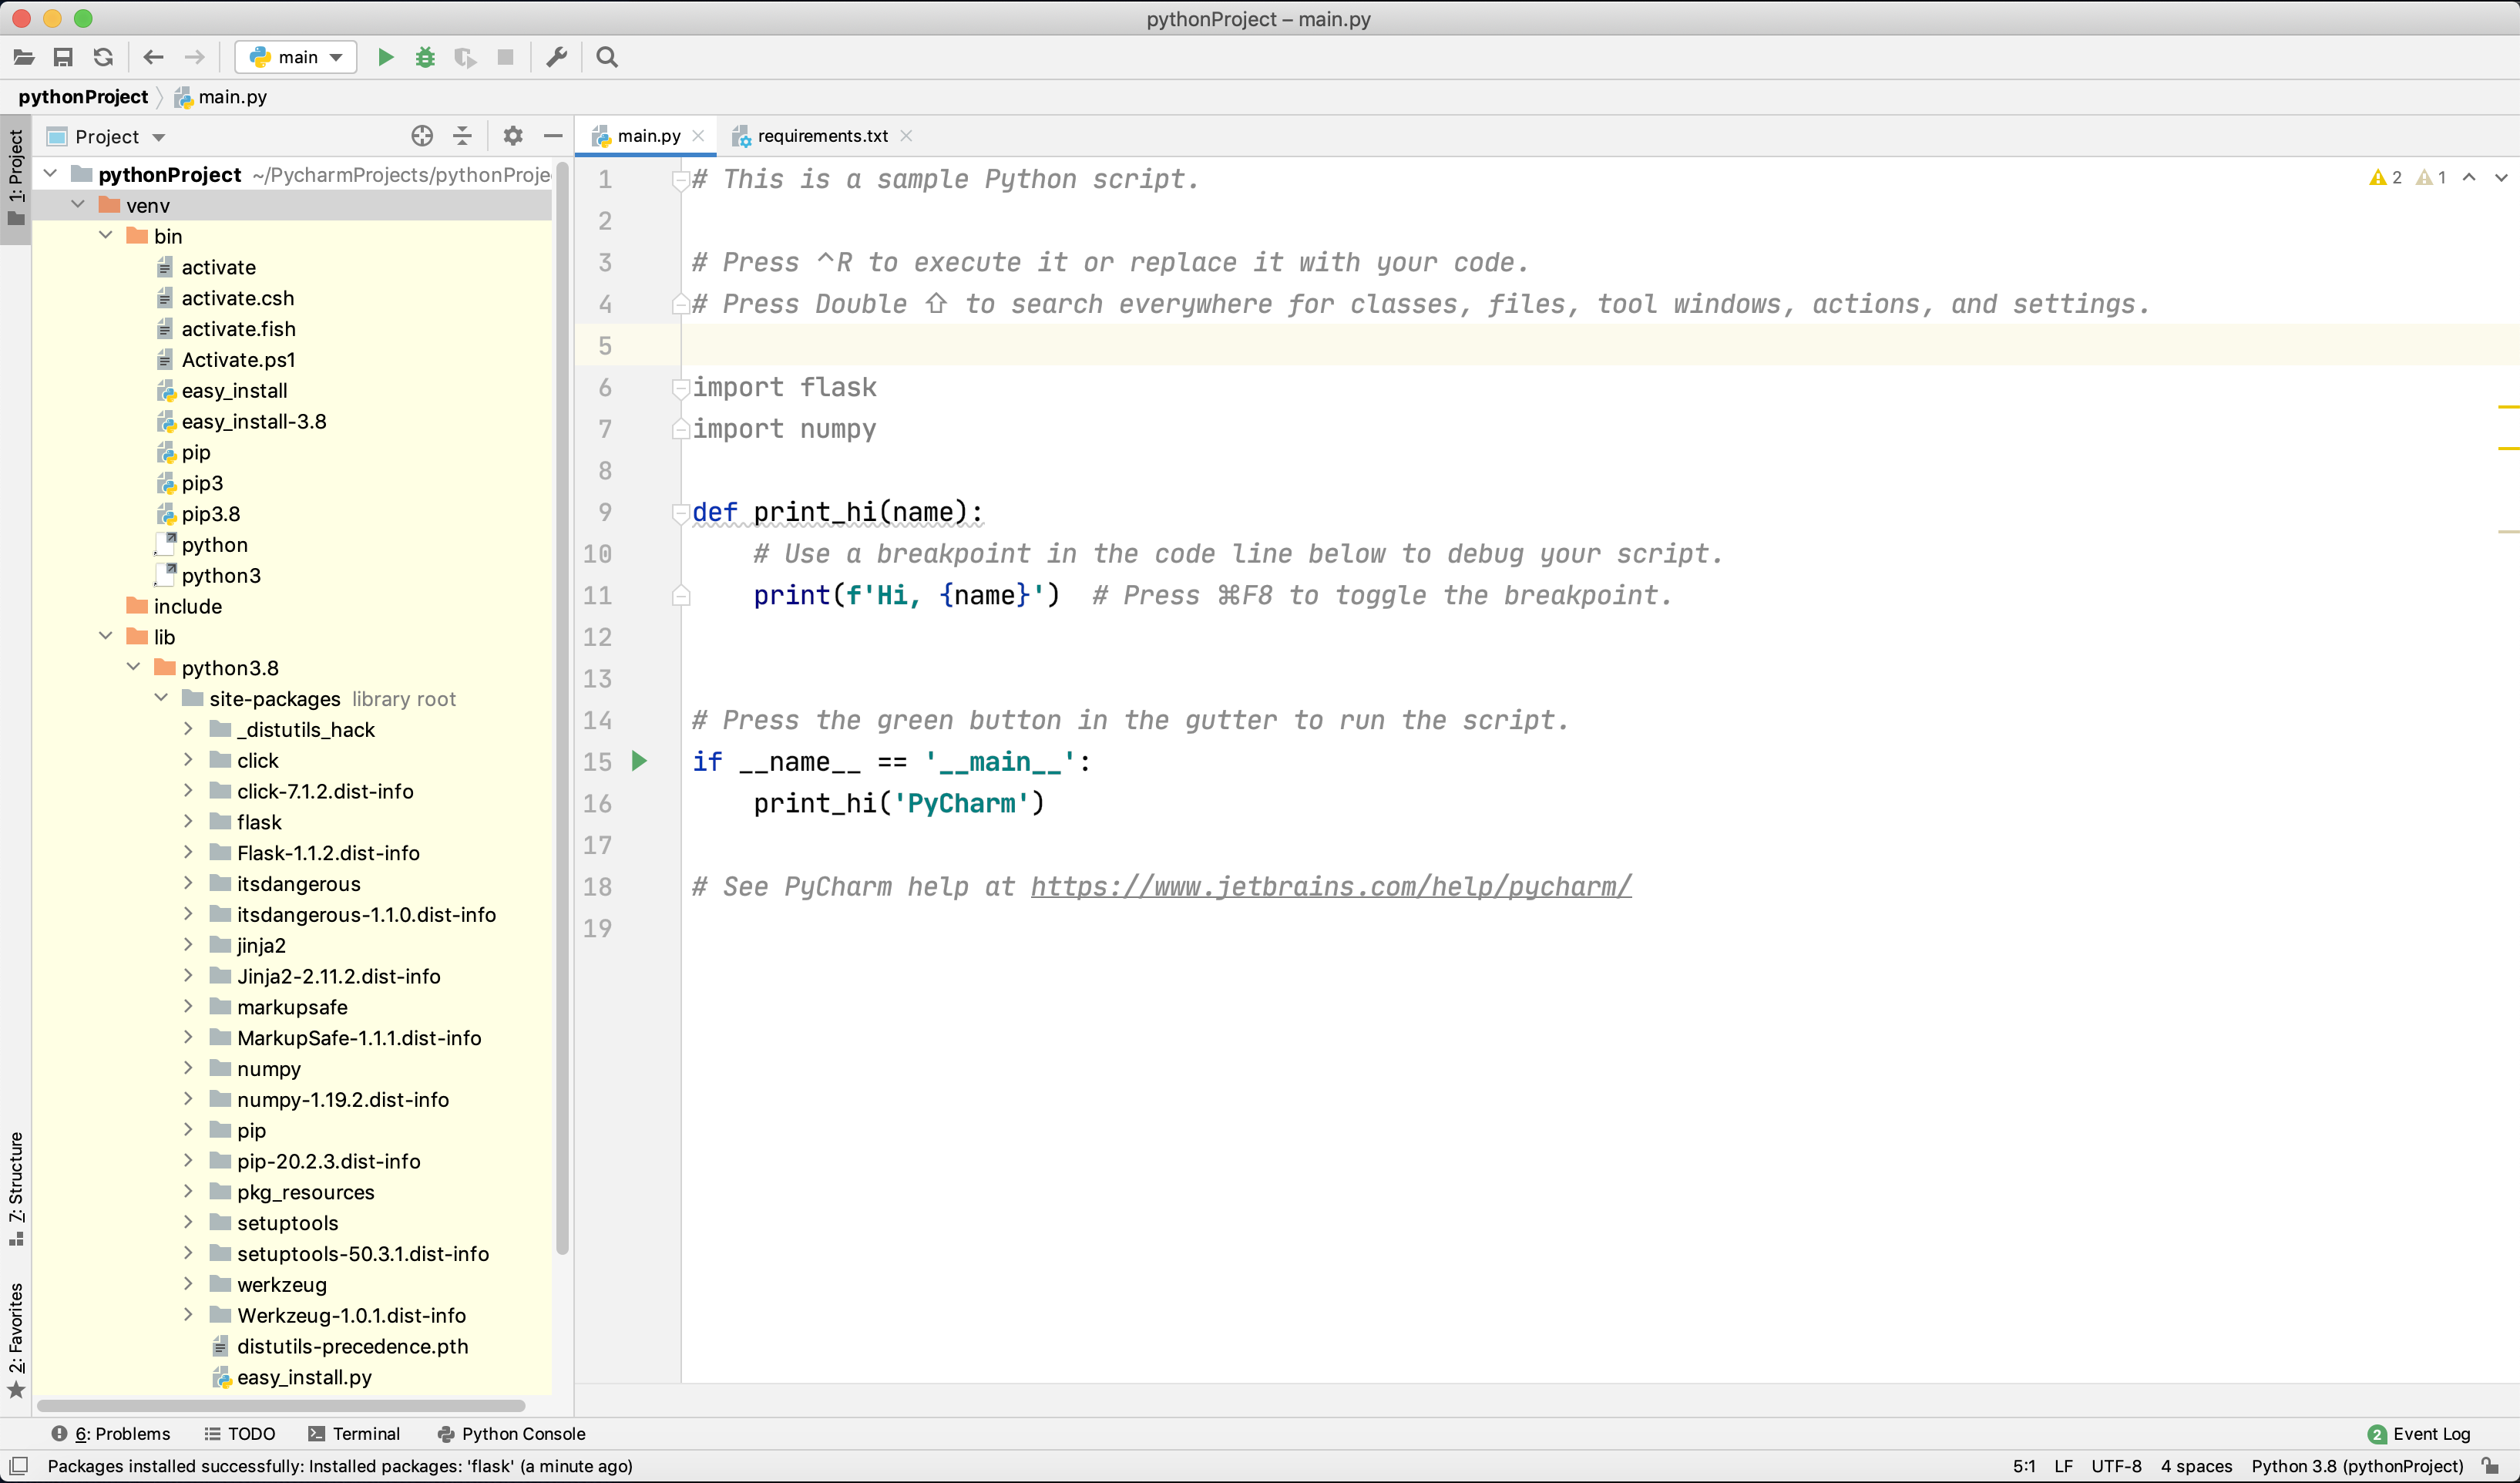 pythonProject – main.py
main
pythonProject
main.py
1: Project
7: Structure
2: Favorites
Project
pythonProject ~/PycharmProjects/pythonProje
venv
bin
activate
activate.csh
activate.fish
Activate.ps1
easy_install
easy_install-3.8
pip
pip3
pip3.8
python
python3
include
lib
python3.8
site-packages library root
_distutils_hack
click
click-7.1.2.dist-info
flask
Flask-1.1.2.dist-info
itsdangerous
itsdangerous-1.1.0.dist-info
jinja2
Jinja2-2.11.2.dist-info
markupsafe
MarkupSafe-1.1.1.dist-info
numpy
numpy-1.19.2.dist-info
pip
pip-20.2.3.dist-info
pkg_resources
setuptools
setuptools-50.3.1.dist-info
werkzeug
Werkzeug-1.0.1.dist-info
distutils-precedence.pth
easy_install.py
main.py
requirements.txt
2 1
1 # This is a sample Python script.
2
3 # Press ^R to execute it or replace it with your code.
4 # Press Double ⇧ to search everywhere for classes, files, tool windows, actions, and settings.
5
6 import flask
7 import numpy
8
9 def print_hi(name):
10 # Use a breakpoint in the code line below to debug your script.
11 print(f'Hi, {name}') # Press ⌘F8 to toggle the breakpoint.
12
13
14 # Press the green button in the gutter to run the script.
15 if __name__ == '__main__':
16 print_hi('PyCharm')
17
18 # See PyCharm help at https://www.jetbrains.com/help/pycharm/
19
6: Problems
TODO
Terminal
Python Console
2 Event Log
Packages installed successfully: Installed packages: 'flask' (a minute ago)
5:1 LF UTF-8 4 spaces Python 3.8 (pythonProject)